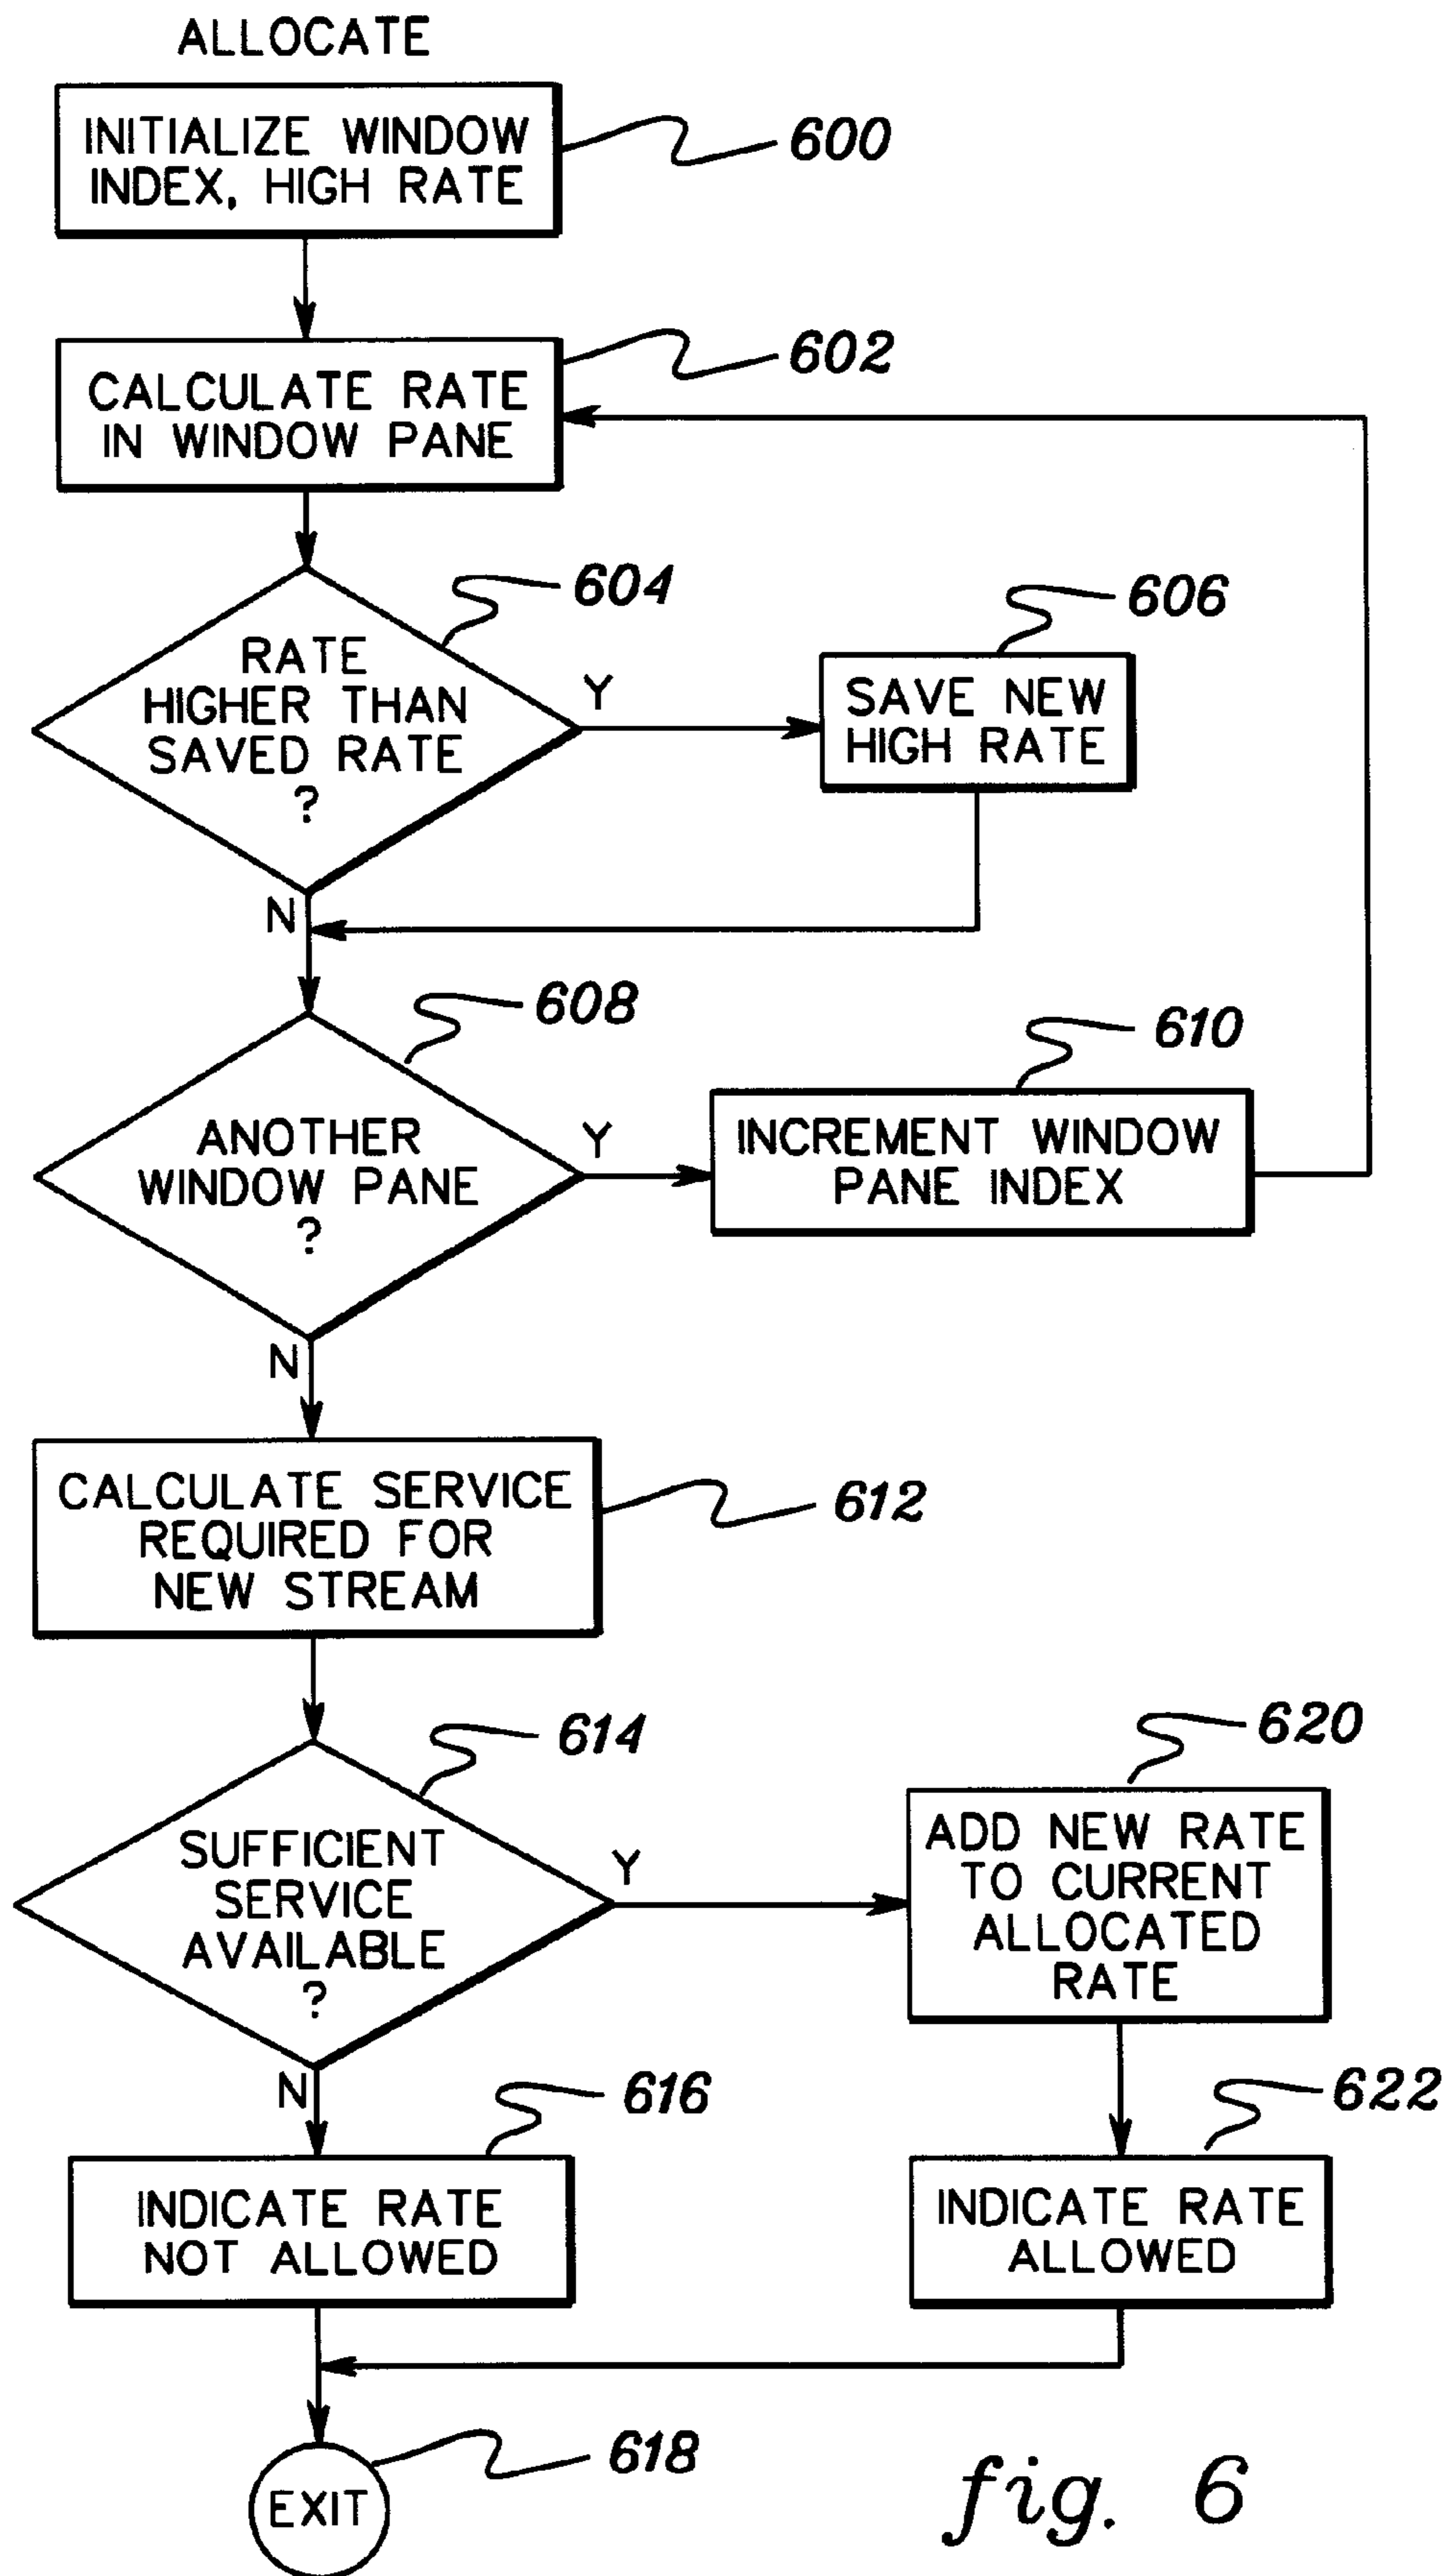 ALLOCATE
INITIALIZE WINDOW
INDEX, HIGH RATE
600
CALCULATE RATE
IN WINDOW PANE
602
604
RATE
HIGHER THAN
SAVED RATE
?
Y
606
SAVE NEW
HIGH RATE
N
608
ANOTHER
WINDOW PANE
?
Y
610
INCREMENT WINDOW
PANE INDEX
N
CALCULATE SERVICE
REQUIRED FOR
NEW STREAM
612
614
SUFFICIENT
SERVICE
AVAILABLE
?
Y
620
ADD NEW RATE
TO CURRENT
ALLOCATED
RATE
N
616
INDICATE RATE
NOT ALLOWED
622
INDICATE RATE
ALLOWED
618
EXIT
fig. 6